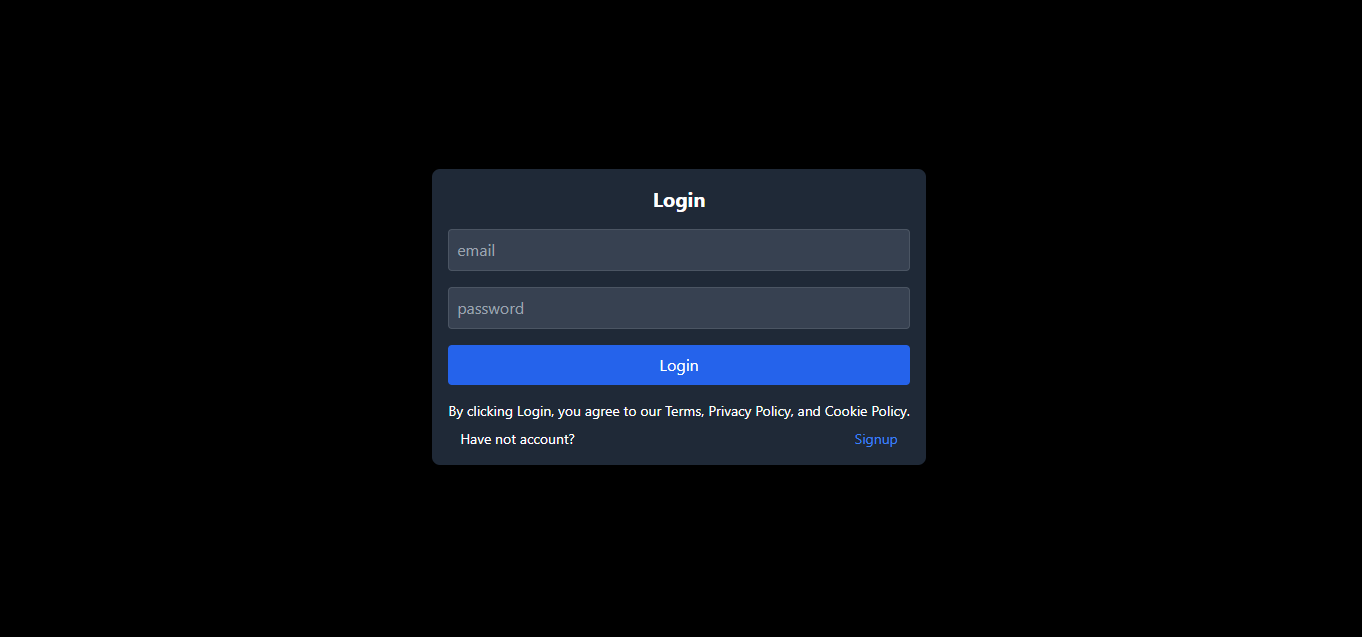 Login
email
password
Login
By clicking Login, you agree to our Terms, Privacy Policy, and Cookie Policy.
Have not account? Signup